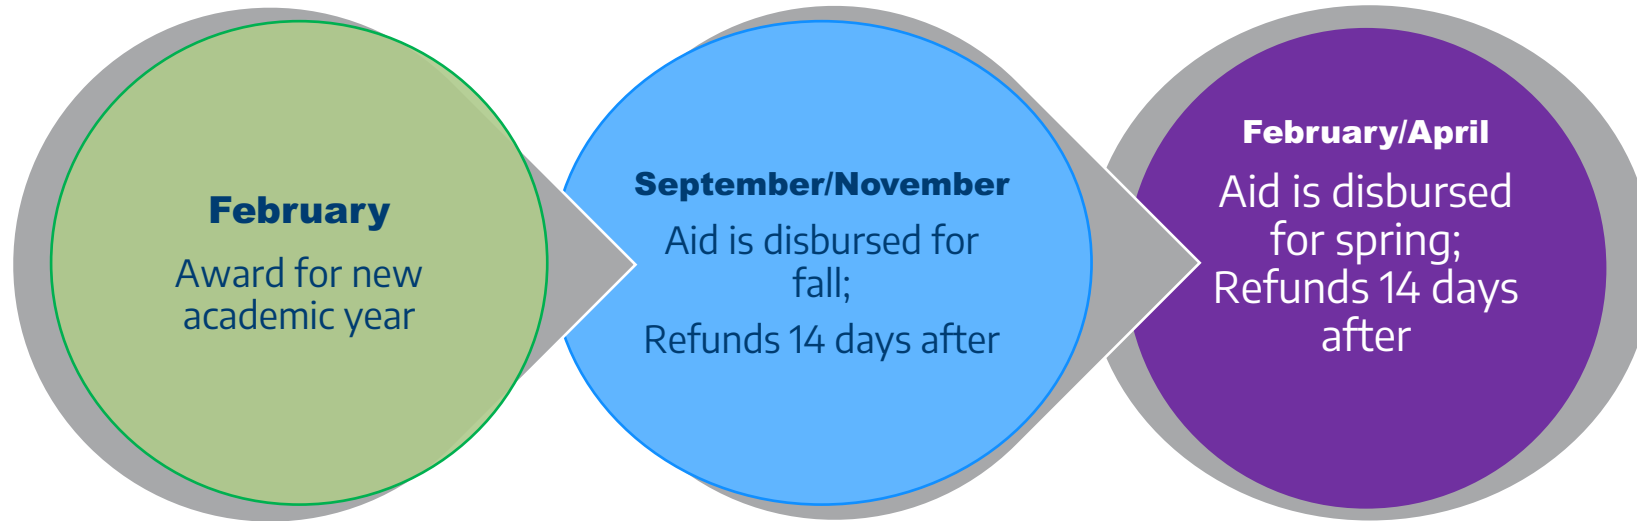 February
Award for new
academic year
September/November
Aid is disbursed for
fall;
Refunds 14 days after
February/April
Aid is disbursed
for spring;
Refunds 14 days
after